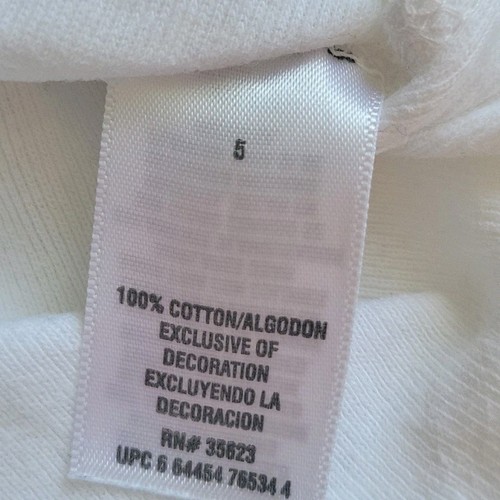 5
100% COTTON/ALGODON
EXCLUSIVE OF
DECORATION
EXCLUYENDO LA
DECORACION
RN# 35623
UPC 6 64454 76534 4